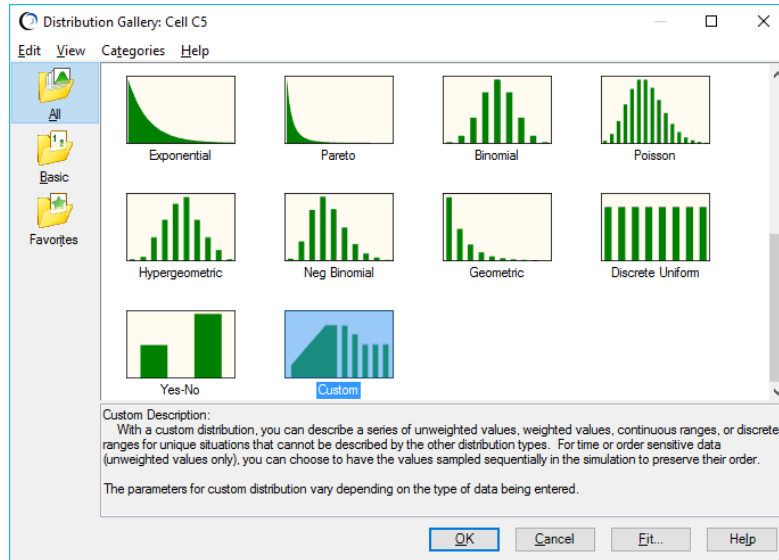 Distribution Gallery: Cell C5
Edit View Categories Help
All
Basic
Favorites
Exponential Pareto Binomial Poisson
Hypergeometric Neg Binomial Geometric Discrete Uniform
Yes-No Custom
Custom Description:
With a custom distribution, you can describe a series of unweighted values, weighted values, continuous ranges, or discrete
ranges for unique situations that cannot be described by the other distribution types. For time or order sensitive data
(unweighted values only), you can choose to have the values sampled sequentially in the simulation to preserve their order.
The parameters for custom distribution vary depending on the type of data being entered.
OK Cancel Fit... Help